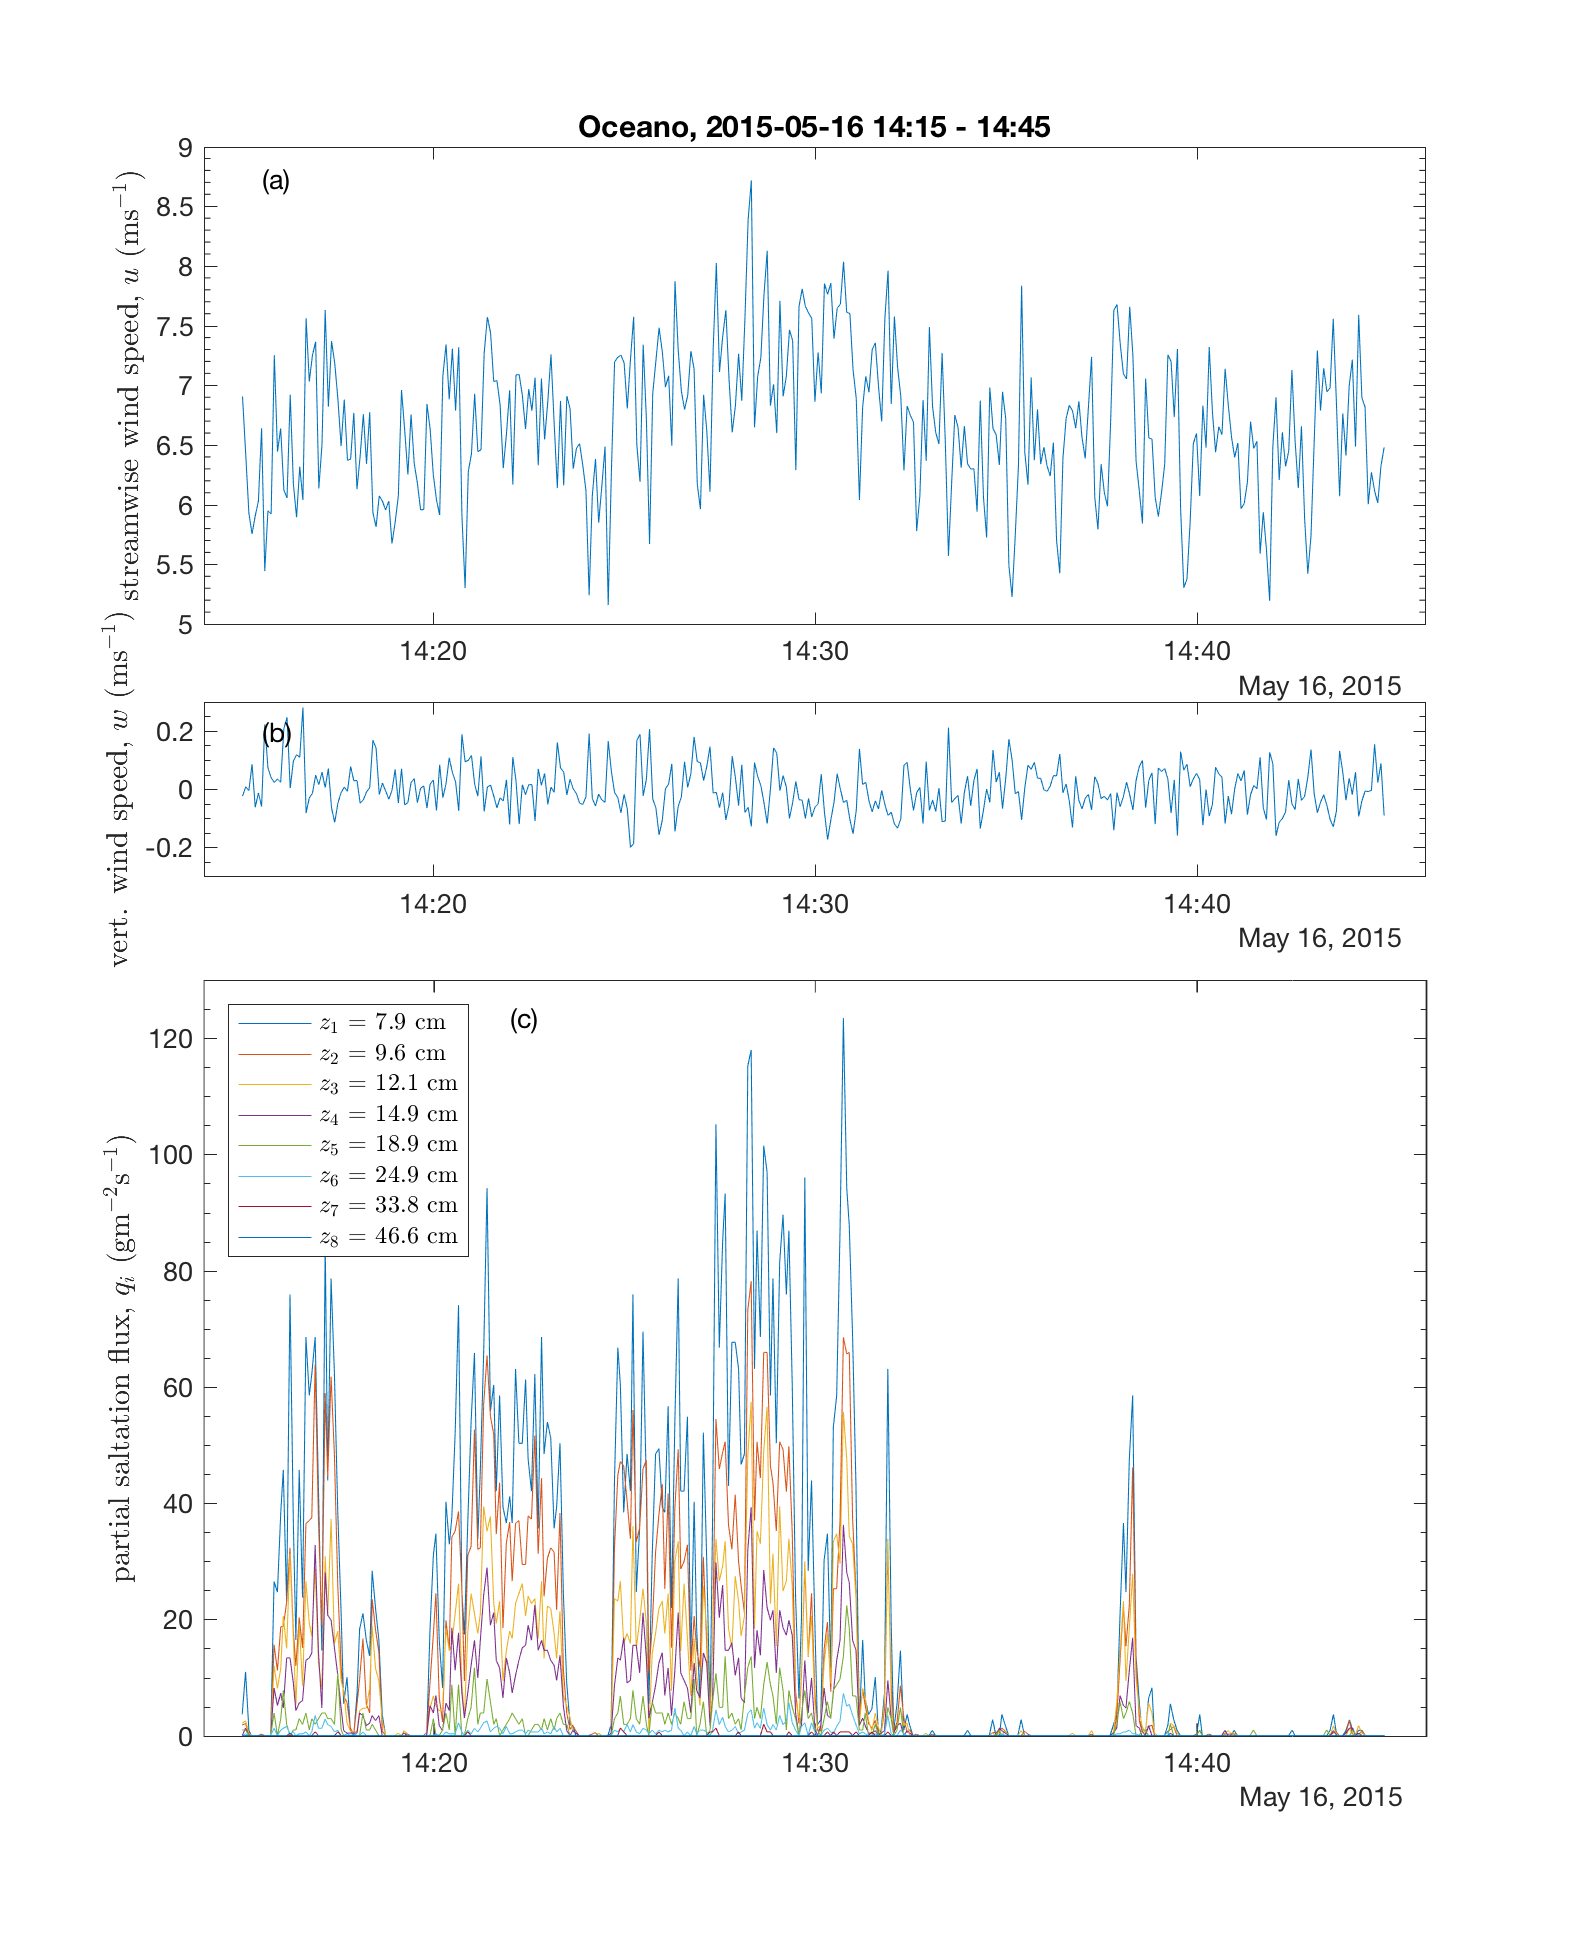 Oceano, 2015-05-16 14:15 - 14:45
(a)
streamwise wind speed, u (ms⁻¹)
9
8.5
8
7.5
7
6.5
6
5.5
5
14:20 14:30 14:40
May 16, 2015
(b)
vert. wind speed, w (ms⁻¹)
0.2
0
-0.2
14:20 14:30 14:40
May 16, 2015
(c)
partial saltation flux, qᵢ (gm⁻²s⁻¹)
z₁ = 7.9 cm
z₂ = 9.6 cm
z₃ = 12.1 cm
z₄ = 14.9 cm
z₅ = 18.9 cm
z₆ = 24.9 cm
z₇ = 33.8 cm
z₈ = 46.6 cm
120
100
80
60
40
20
0
14:20 14:30 14:40
May 16, 2015